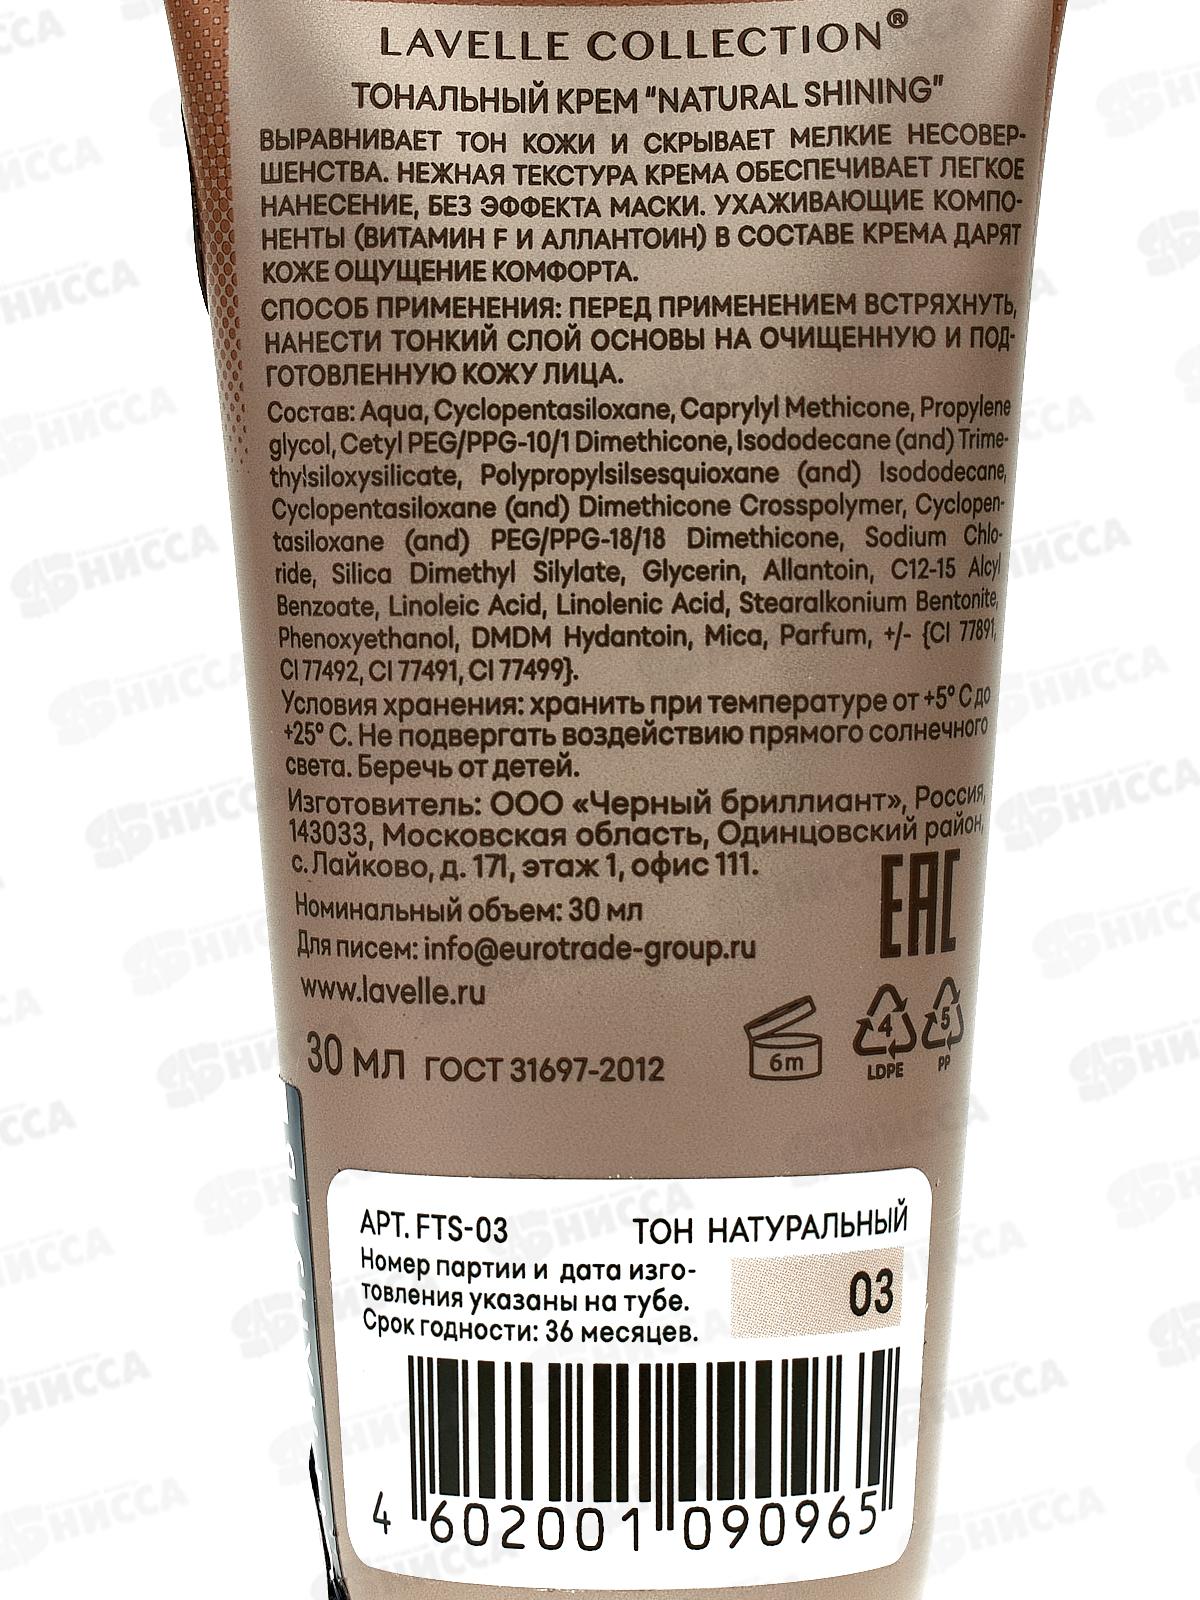 LAVELLE COLLECTION®
ТОНАЛЬНЫЙ КРЕМ "NATURAL SHINING"
ВЫРАВНИВАЕТ ТОН КОЖИ И СКРЫВАЕТ МЕЛКИЕ НЕСОВЕР-
ШЕНСТВА. НЕЖНАЯ ТЕКСТУРА КРЕМА ОБЕСПЕЧИВАЕТ ЛЕГКОЕ
НАНЕСЕНИЕ, БЕЗ ЭФФЕКТА МАСКИ. УХАЖИВАЮЩИЕ КОМПО-
НЕНТЫ (ВИТАМИН F И АЛЛАНТОИН) В СОСТАВЕ КРЕМА ДАРЯТ
КОЖЕ ОЩУЩЕНИЕ КОМФОРТА.
СПОСОБ ПРИМЕНЕНИЯ: ПЕРЕД ПРИМЕНЕНИЕМ ВСТРЯХНУТЬ,
НАНЕСТИ ТОНКИЙ СЛОЙ ОСНОВЫ НА ОЧИЩЕННУЮ И ПОД-
ГОТОВЛЕННУЮ КОЖУ ЛИЦА.
Состав: Aqua, Cyclopentasiloxane, Caprylyl Methicone, Propylene
glycol, Cetyl PEG/PPG-10/1 Dimethicone, Isododecane (and) Trime-
thylsiloxysilicate, Polypropylsilsesquioxane (and) Isododecane,
Cyclopentasiloxane (and) Dimethicone Crosspolymer, Cyclopen-
tasiloxane (and) PEG/PPG-18/18 Dimethicone, Sodium Chlo-
ride, Silica Dimethyl Silylate, Glycerin, Allantoin, C12-15 Alcyl
Benzoate, Linoleic Acid, Linolenic Acid, Stearalkonium Bentonite,
Phenoxyethanol, DMDM Hydantoin, Mica, Parfum, +/- {CI 77891,
CI 77492, CI 77491, CI 77499}.
Условия хранения: хранить при температуре от +5° C до
+25° C. Не подвергать воздействию прямого солнечного
света. Беречь от детей.
Изготовитель: ООО «Черный бриллиант», Россия,
143033, Московская область, Одинцовский район,
с. Лайково, д. 171, этаж 1, офис 111.
EAC
Номинальный объем: 30 мл
Для писем: info@eurotrade-group.ru
www.lavelle.ru
30 МЛ ГОСТ 31697-2012
6m
4
LDPE
5
PP
АРТ. FTS-03 ТОН НАТУРАЛЬНЫЙ
Номер партии и дата изго-
товления указаны на тубе.
Срок годности: 36 месяцев.
03
4 602001 090965